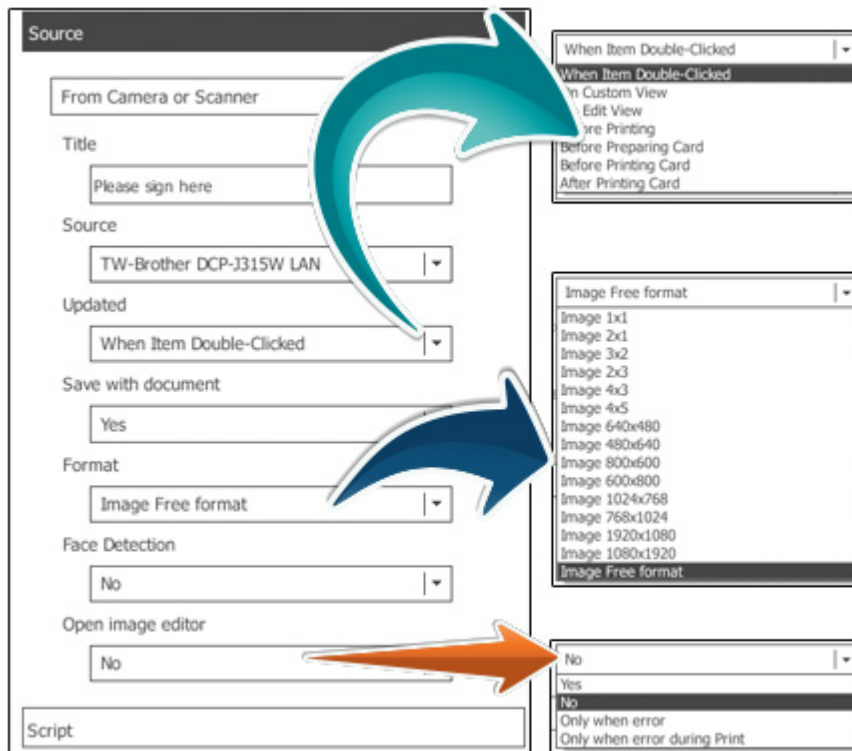 Source
From Camera or Scanner
Title
Please sign here
Source
TW-Brother DCP-J315W LAN
Updated
When Item Double-Clicked
Save with document
Yes
Format
Image Free format
Face Detection
No
Open image editor
No
Script
When Item Double-Clicked
When Item Double-Clicked
Custom View
Edit View
Printing
Before Preparing Card
Before Printing Card
After Printing Card
Image Free format
Image 1x1
Image 2x1
Image 3x2
Image 2x3
Image 4x3
Image 4x5
Image 640x480
Image 480x640
Image 800x600
Image 600x800
Image 1024x768
Image 768x1024
Image 1920x1080
Image 1080x1920
Image Free format
No
Yes
No
Only when error
Only when error during Print